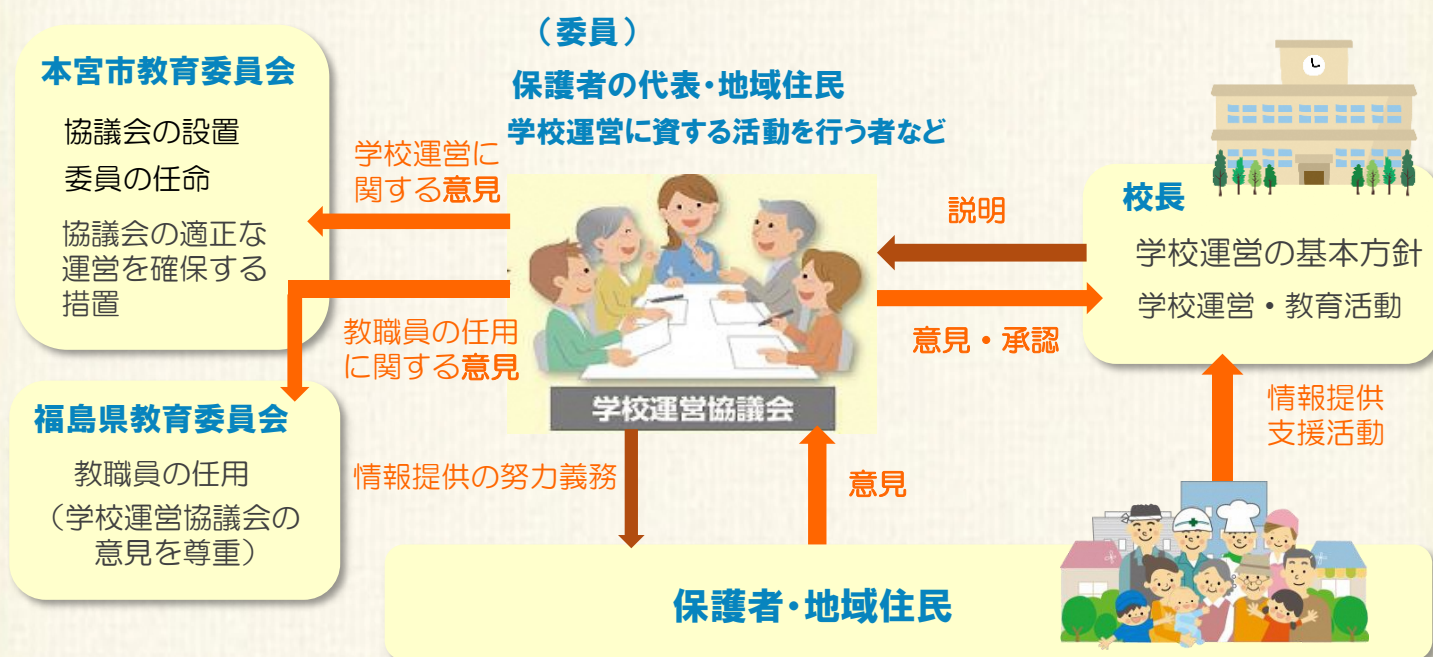 本宮市教育委員会
協議会の設置
委員の任命
協議会の適正な
運営を確保する
措置
福島県教育委員会
教職員の任用
（学校運営協議会の
意見を尊重）
学校運営に
関する意見
教職員の任用
に関する意見
（委員）
保護者の代表・地域住民
学校運営に資する活動を行う者など
学校運営協議会
説明
意見・承認
校長
学校運営の基本方針
学校運営・教育活動
情報提供の努力義務
意見
情報提供
支援活動
保護者・地域住民